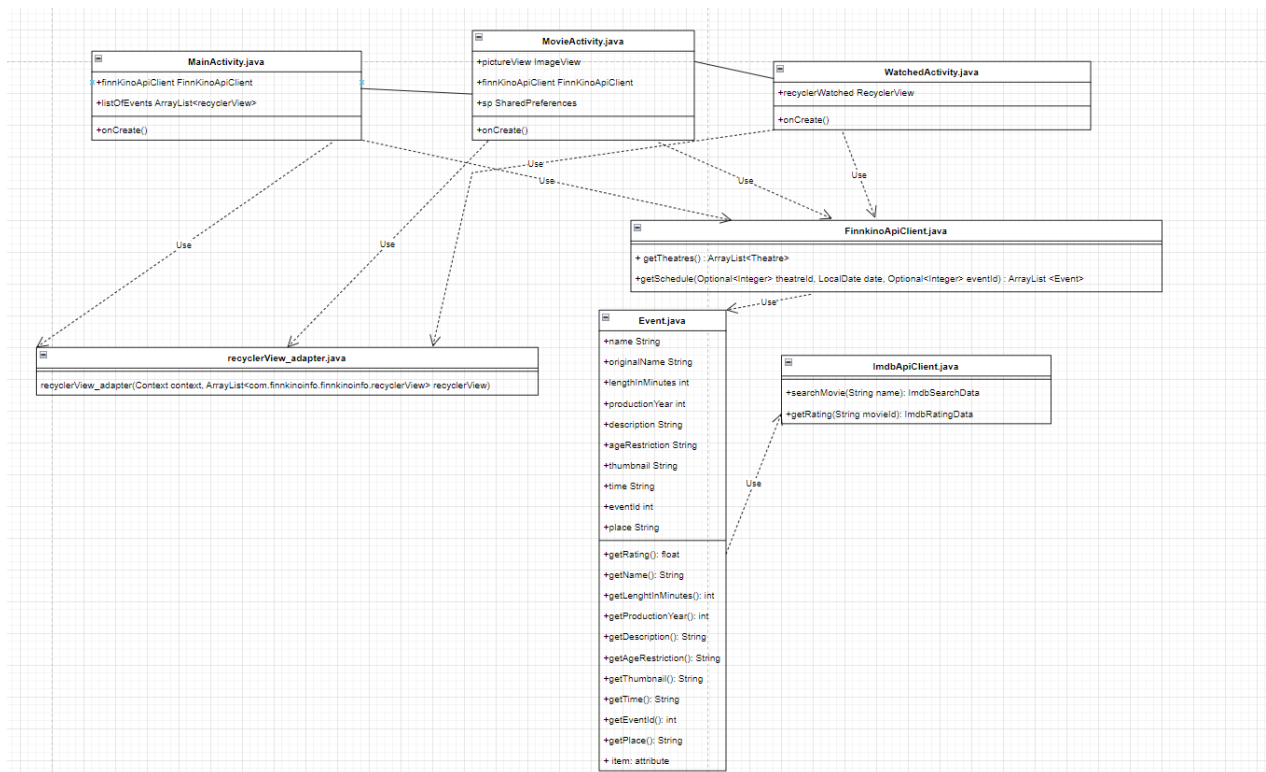 MainActivity.java
+finnKinoApiClient FinnKinoApiClient
+listOfEvents ArrayList<recyclerView>
+onCreate()
MovieActivity.java
+pictureView ImageView
+finnKinoApiClient FinnKinoApiClient
+sp SharedPreferences
+onCreate()
WatchedActivity.java
+recyclerWatched RecyclerView
+onCreate()
Use
Use
Use
Use
Use
Use
FinnkinoApiClient.java
+ getTheatres() : ArrayList<Theatre>
+getSchedule(Optional<Integer> theatreId, LocalDate date, Optional<Integer> eventId) : ArrayList <Event>
Use
recyclerView_adapter.java
recyclerView_adapter(Context context, ArrayList<com.finnkinoinfo.finnkinoinfo.recyclerView> recyclerView)
Event.java
+name String
+originalName String
+lengthInMinutes int
+productionYear int
+description String
+ageRestriction String
+thumbnail String
+time String
+eventId int
+place String
+getRating(): float
+getName(): String
+getLenghtInMinutes(): int
+getProductionYear(): int
+getDescription(): String
+getAgeRestriction(): String
+getThumbnail(): String
+getTime(): String
+getEventId(): int
+getPlace(): String
+ item: attribute
ImdbApiClient.java
+searchMovie(String name): ImdbSearchData
+getRating(String movieId): ImdbRatingData
Use